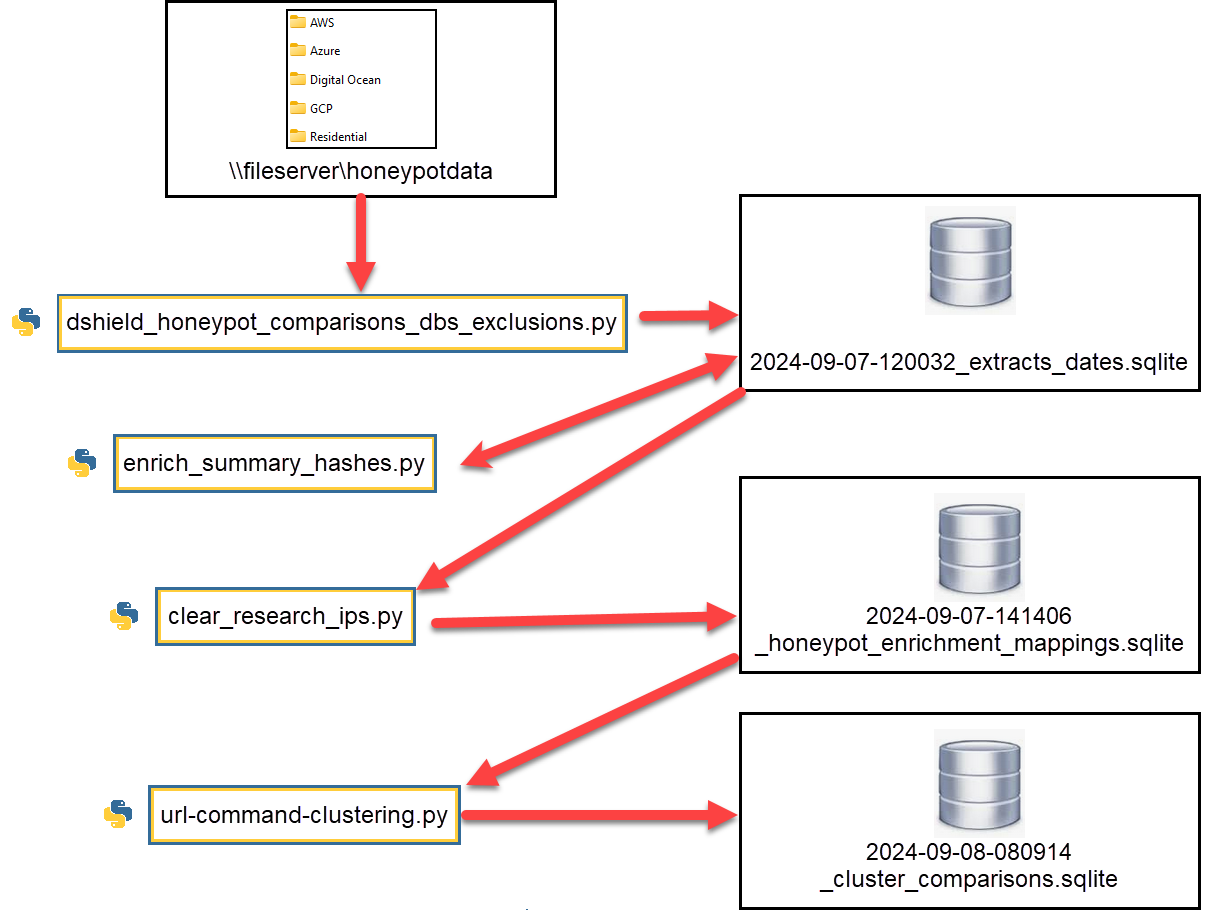 AWS
Azure
Digital Ocean
GCP
Residential
\\fileserver\honeypotdata
dshield_honeypot_comparisons_dbs_exclusions.py
2024-09-07-120032_extracts_dates.sqlite
enrich_summary_hashes.py
clear_research_ips.py
2024-09-07-141406
_honeypot_enrichment_mappings.sqlite
url-command-clustering.py
2024-09-08-080914
_cluster_comparisons.sqlite